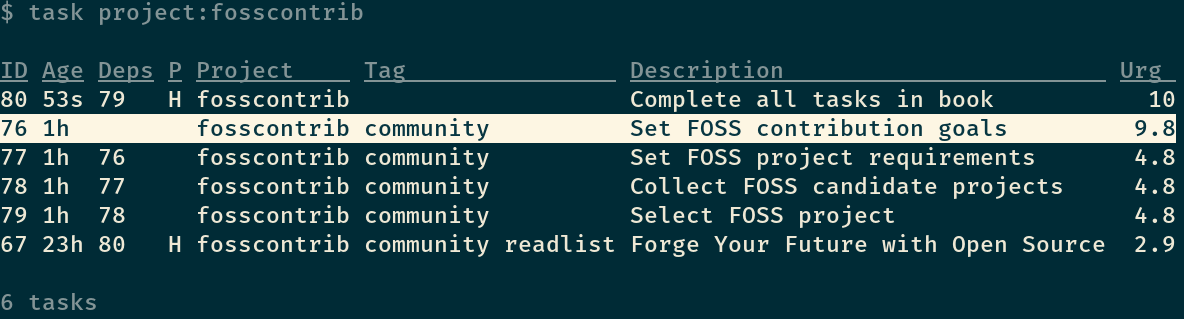 $ task project:fosscontrib
ID Age Deps P Project Tag Description Urg
80 53s 79 H fosscontrib Complete all tasks in book 10
76 1h fosscontrib community Set FOSS contribution goals 9.8
77 1h 76 fosscontrib community Set FOSS project requirements 4.8
78 1h 77 fosscontrib community Collect FOSS candidate projects 4.8
79 1h 78 fosscontrib community Select FOSS project 4.8
67 23h 80 H fosscontrib community readlist Forge Your Future with Open Source 2.9
6 tasks